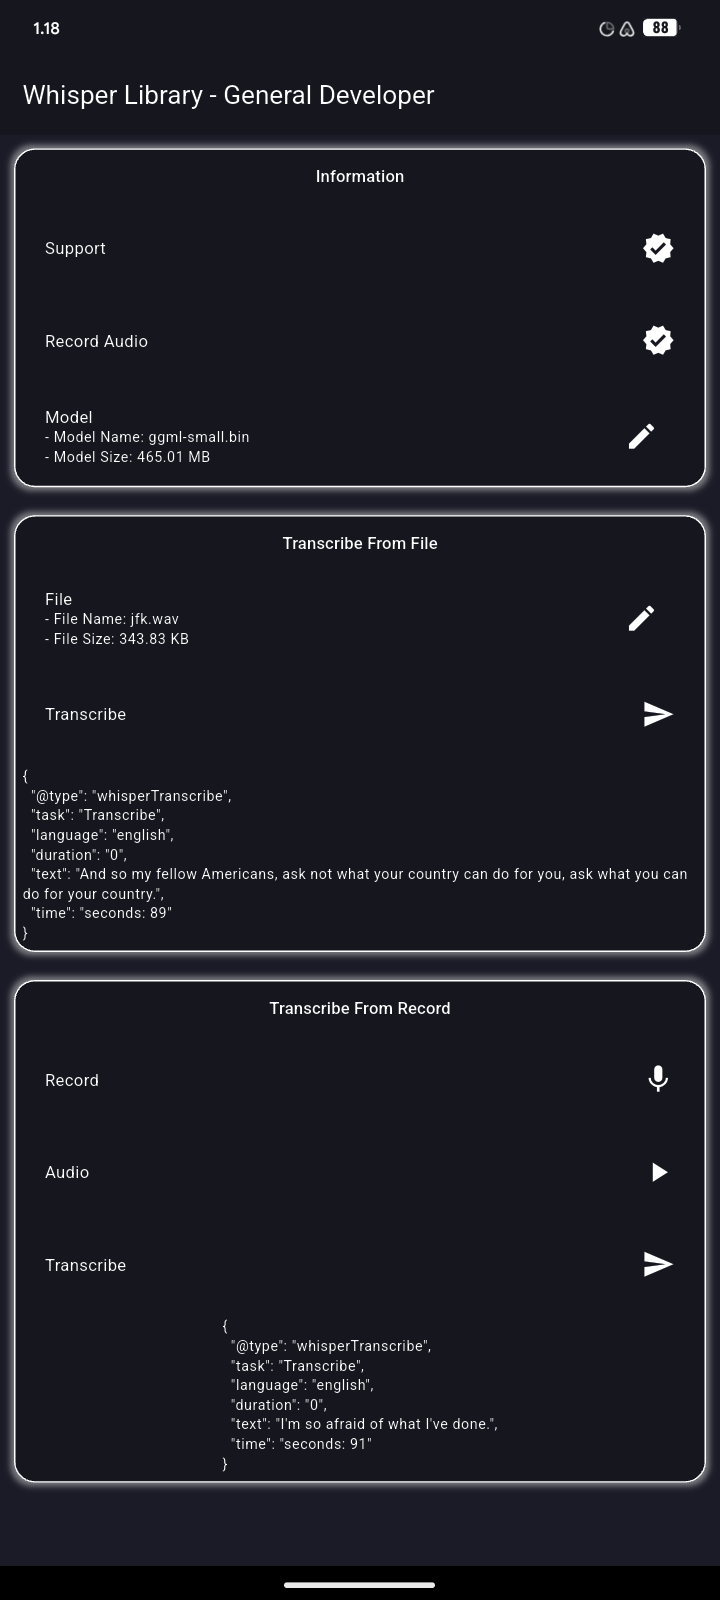 1.18
88
Whisper Library - General Developer
Information
Support
Record Audio
Model
- Model Name: ggml-small.bin
- Model Size: 465.01 MB
Transcribe From File
File
- File Name: jfk.wav
- File Size: 343.83 KB
Transcribe
{
"@type": "whisperTranscribe",
"task": "Transcribe",
"language": "english",
"duration": "0",
"text": "And so my fellow Americans, ask not what your country can do for you, ask what you can
do for your country.",
"time": "seconds: 89"
}
Transcribe From Record
Record
Audio
Transcribe
{
"@type": "whisperTranscribe",
"task": "Transcribe",
"language": "english",
"duration": "0",
"text": "I'm so afraid of what I've done.",
"time": "seconds: 91"
}